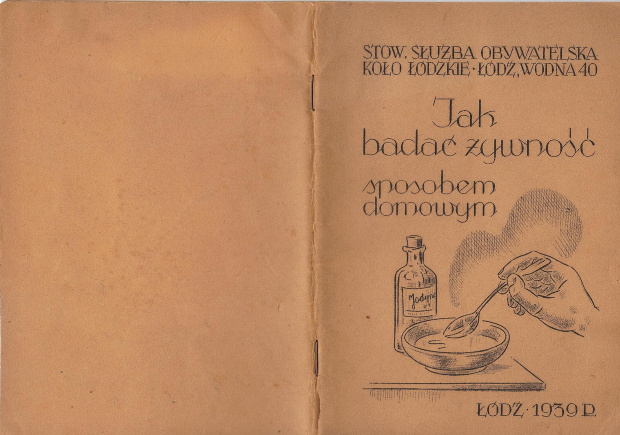 STOW. SŁUŻBA OBYWATELSKA
KOŁO ŁÓDZKIE · ŁÓDŹ, WODNA 40
Jak
badać żywność
sposobem
domowym
Jodyna
ŁÓDŹ · 1939 R.